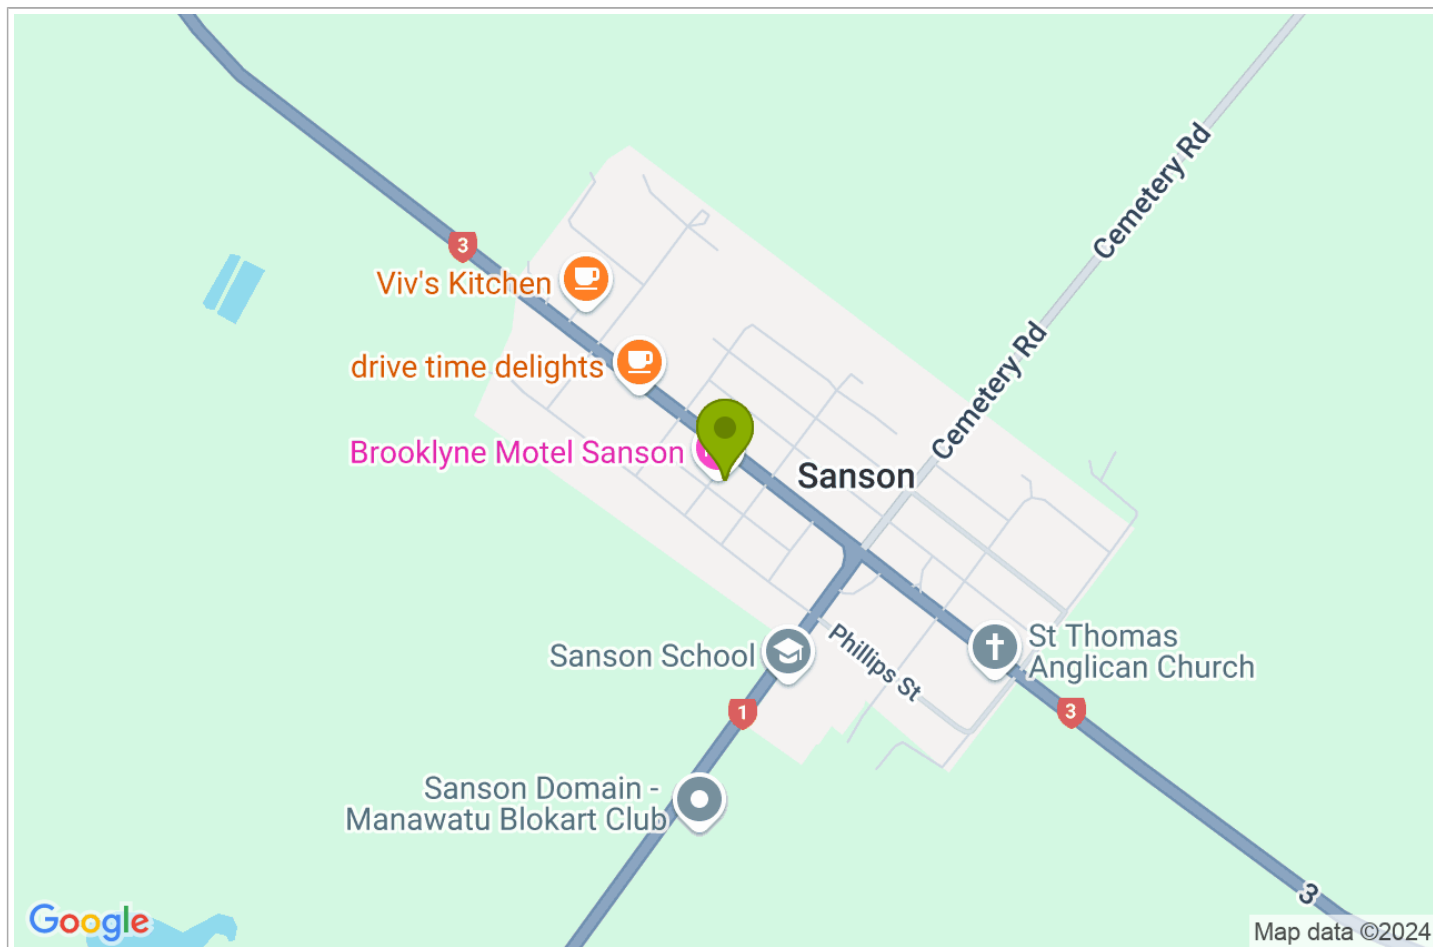 Cemetery Rd
3
Viv's Kitchen
drive time delights
Cemetery Rd
Brooklyne Motel Sanson
Sanson
Sanson School
Phillips St
St Thomas
Anglican Church
1
3
Sanson Domain -
Manawatu Blokart Club
3
Google
Map data ©2024